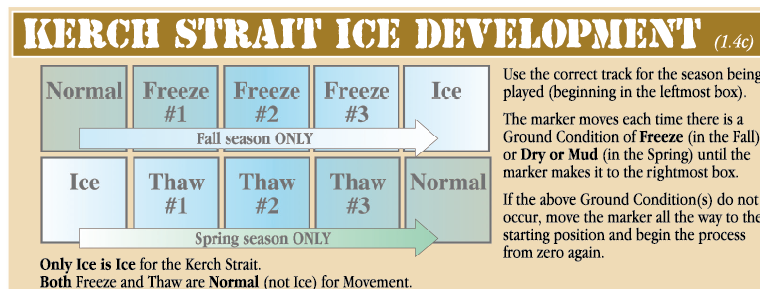 KERCH STRAIT ICE DEVELOPMENT (1.4c)
Normal Freeze #1 Freeze #2 Freeze #3 Ice
Fall season ONLY
Ice Thaw #1 Thaw #2 Thaw #3 Normal
Spring season ONLY
Only Ice is Ice for the Kerch Strait.
Both Freeze and Thaw are Normal (not Ice) for Movement.
Use the correct track for the season being
played (beginning in the leftmost box).
The marker moves each time there is a
Ground Condition of Freeze (in the Fall)
or Dry or Mud (in the Spring) until the
marker makes it to the rightmost box.
If the above Ground Condition(s) do not
occur, move the marker all the way to the
starting position and begin the process
from zero again.